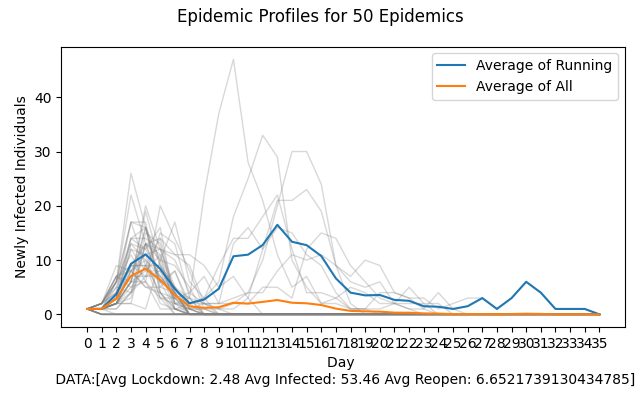 Epidemic Profiles for 50 Epidemics
Average of Running
Average of All
Newly Infected Individuals
40
30
20
10
0
0 1 2 3 4 5 6 7 8 9 10 11 12 13 14 15 16 17 18 19 20 21 22 23 24 25 26 27 28 29 30 31 32 33 34 35
Day
DATA:[Avg Lockdown: 2.48 Avg Infected: 53.46 Avg Reopen: 6.6521739130434785]